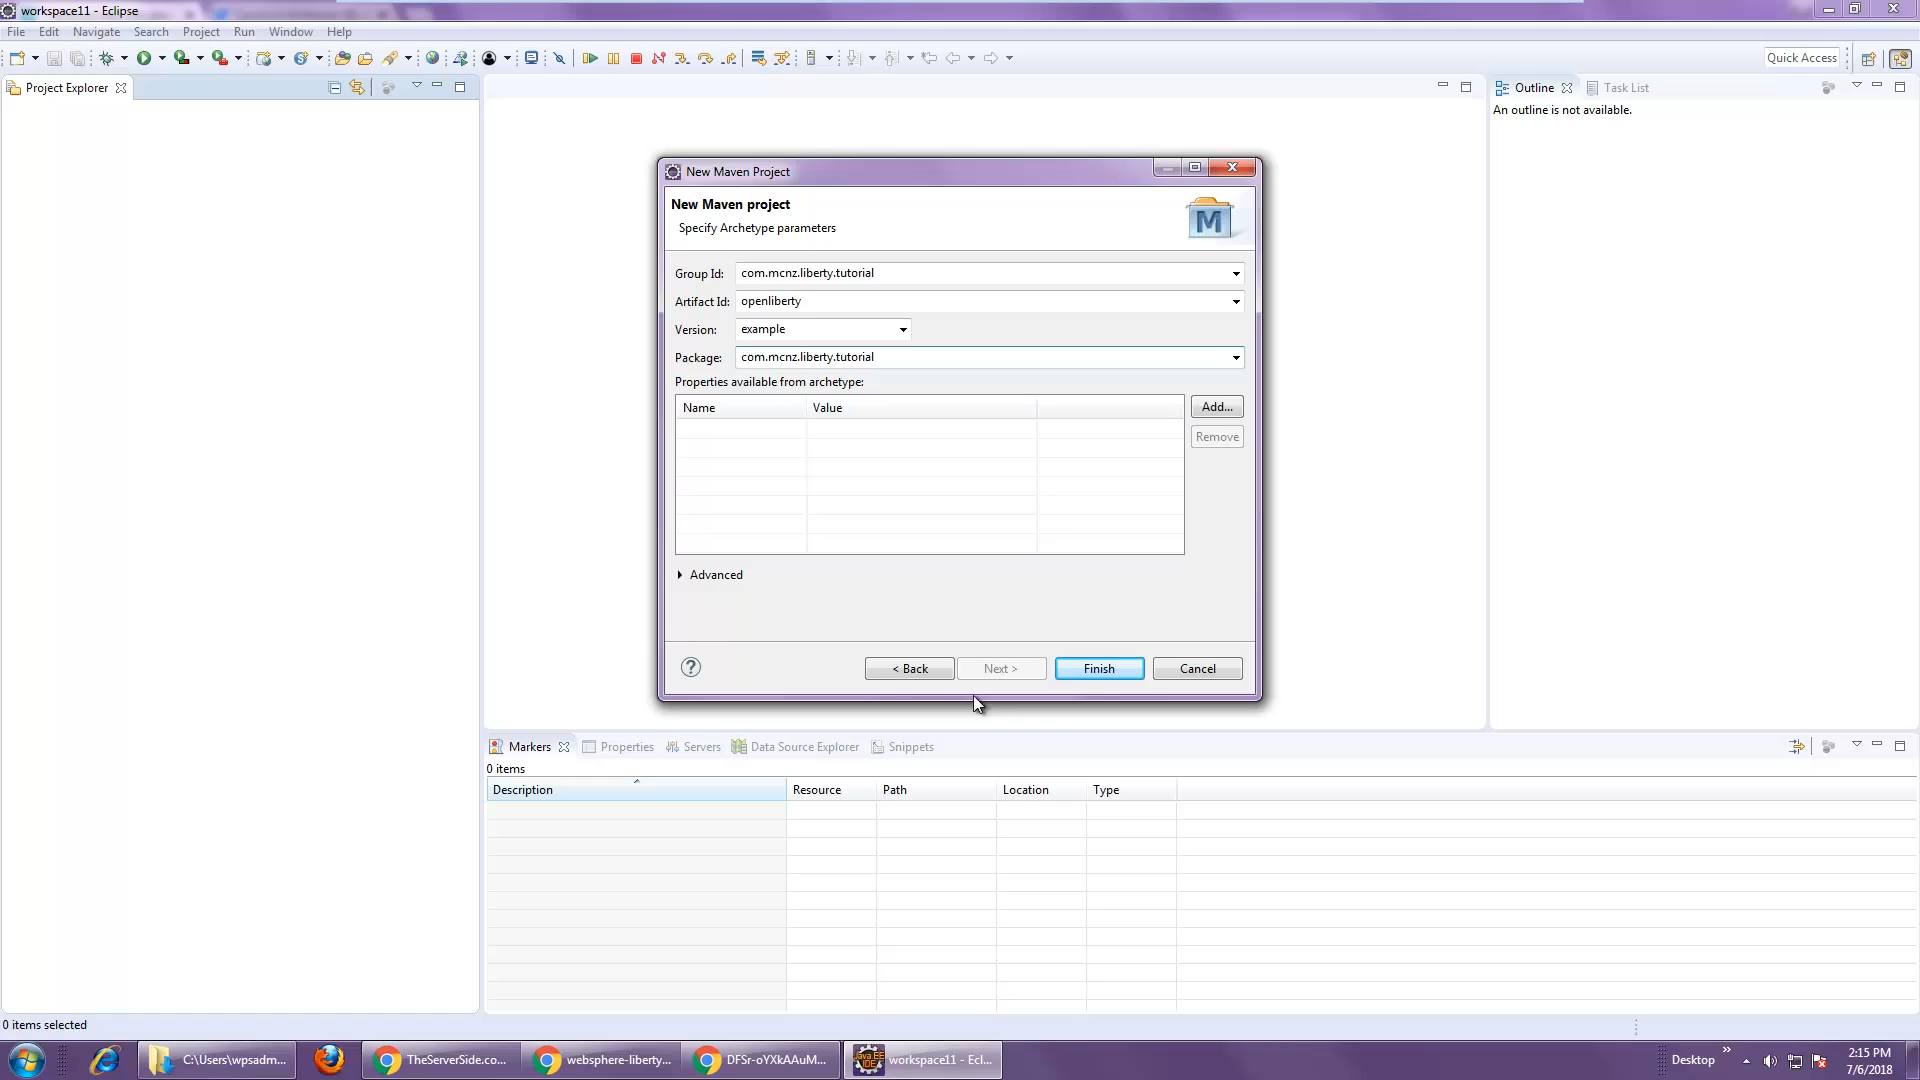 workspace11 - Eclipse
File Edit Navigate Search Project Run Window Help
Quick Access
Project Explorer
Outline Task List
An outline is not available.
New Maven Project
New Maven project
Specify Archetype parameters
M
Group Id: com.mcnz.liberty.tutorial
Artifact Id: openliberty
Version: example
Package: com.mcnz.liberty.tutorial
Properties available from archetype:
Name Value
Add...
Remove
Advanced
? < Back Next > Finish Cancel
Markers Properties Servers Data Source Explorer Snippets
0 items
Description Resource Path Location Type
0 items selected
C:\Users\wpsadm... TheServerSide.co... websphere-liberty... DFSr-oYXkAAuM... Java EE IDE workspace11 - Ecl... Desktop 2:15 PM
7/6/2018